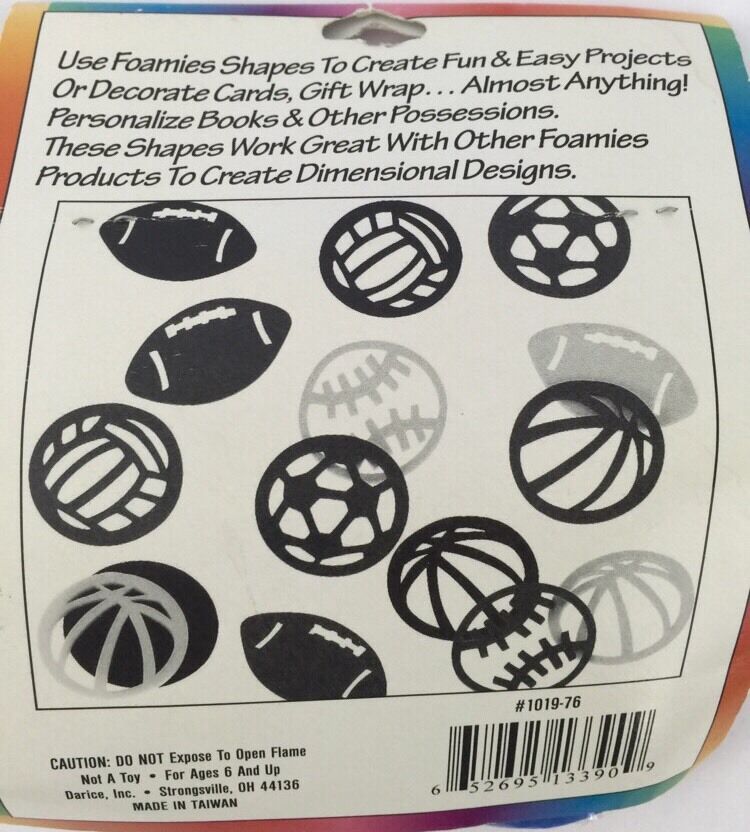 Use Foamies Shapes To Create Fun & Easy Projects
Or Decorate Cards, Gift Wrap... Almost Anything!
Personalize Books & Other Possessions.
These Shapes Work Great With Other Foamies
Products To Create Dimensional Designs.
#1019-76
CAUTION: DO NOT Expose To Open Flame
Not A Toy • For Ages 6 And Up
Darice, Inc. • Strongsville, OH 44136
MADE IN TAIWAN
6 52695 13390 9